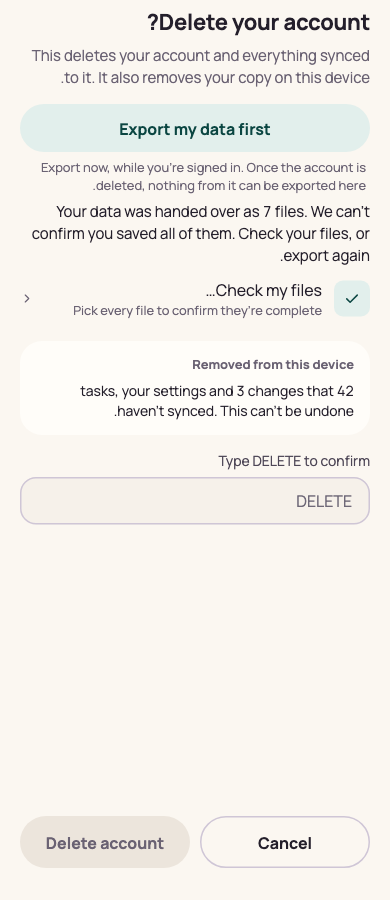 ?Delete your account
This deletes your account and everything synced
.to it. It also removes your copy on this device
Export my data first
Export now, while you're signed in. Once the account is
.deleted, nothing from it can be exported here
Your data was handed over as 7 files. We can't
confirm you saved all of them. Check your files, or
.export again
…Check my files
Pick every file to confirm they're complete
Removed from this device
tasks, your settings and 3 changes that 42
.haven't synced. This can't be undone
Type DELETE to confirm
DELETE
Delete account
Cancel